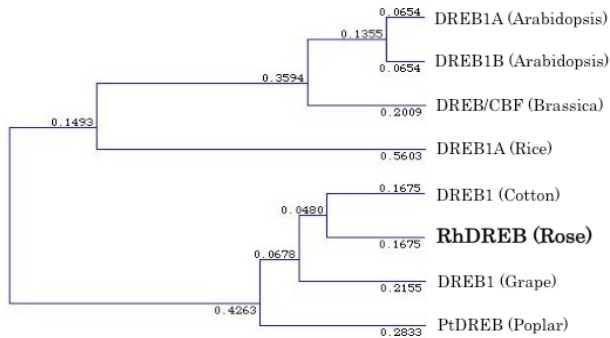 0.0654 DREB1A (Arabidopsis)
0.1355
0.0654 DREB1B (Arabidopsis)
0.3594
0.2009 DREB/CBF (Brassica)
0.1493
0.5603 DREB1A (Rice)
0.1675 DREB1 (Cotton)
0.0480
0.1675 RhDREB (Rose)
0.0678
0.2155 DREB1 (Grape)
0.4263
0.2833 PtDREB (Poplar)